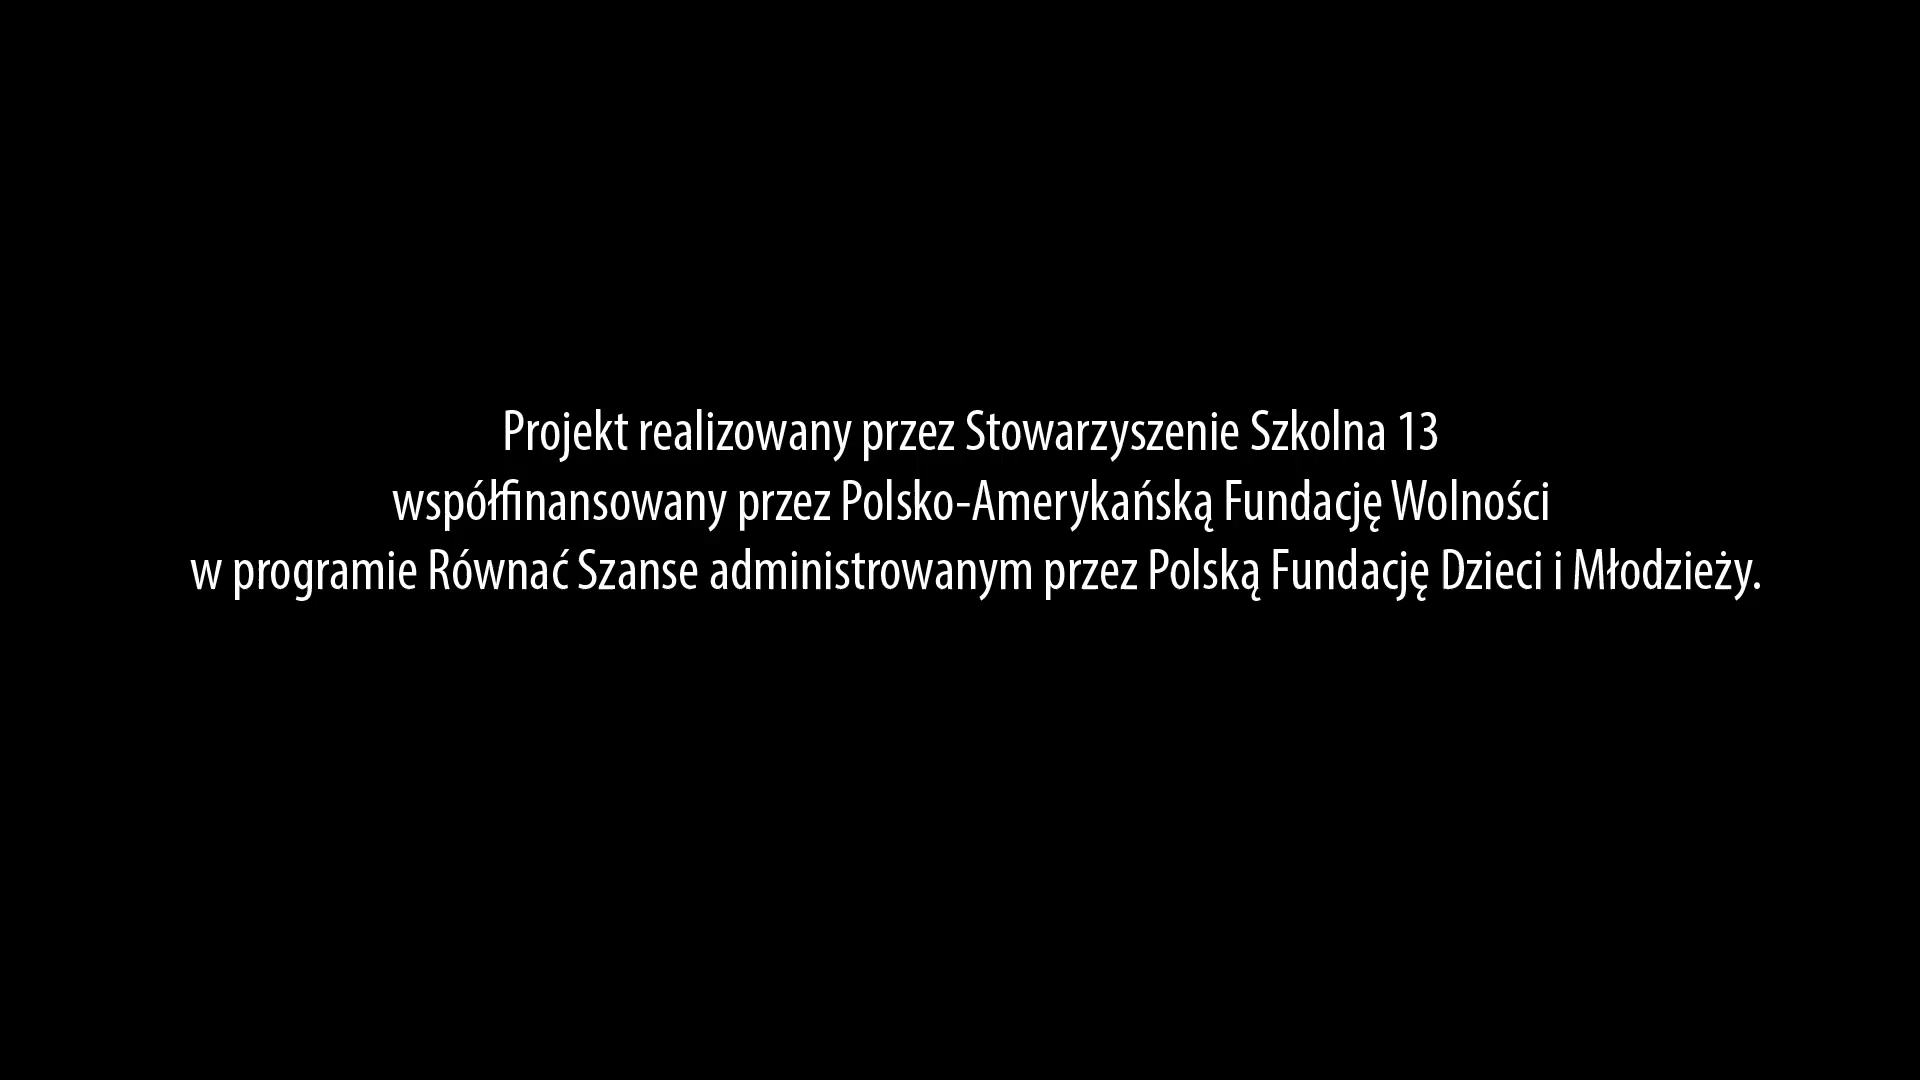 Projekt realizowany przez Stowarzyszenie Szkolna 13
współfinansowany przez Polsko-Amerykańską Fundację Wolności
w programie Równać Szanse administrowanym przez Polską Fundację Dzieci i Młodzieży.